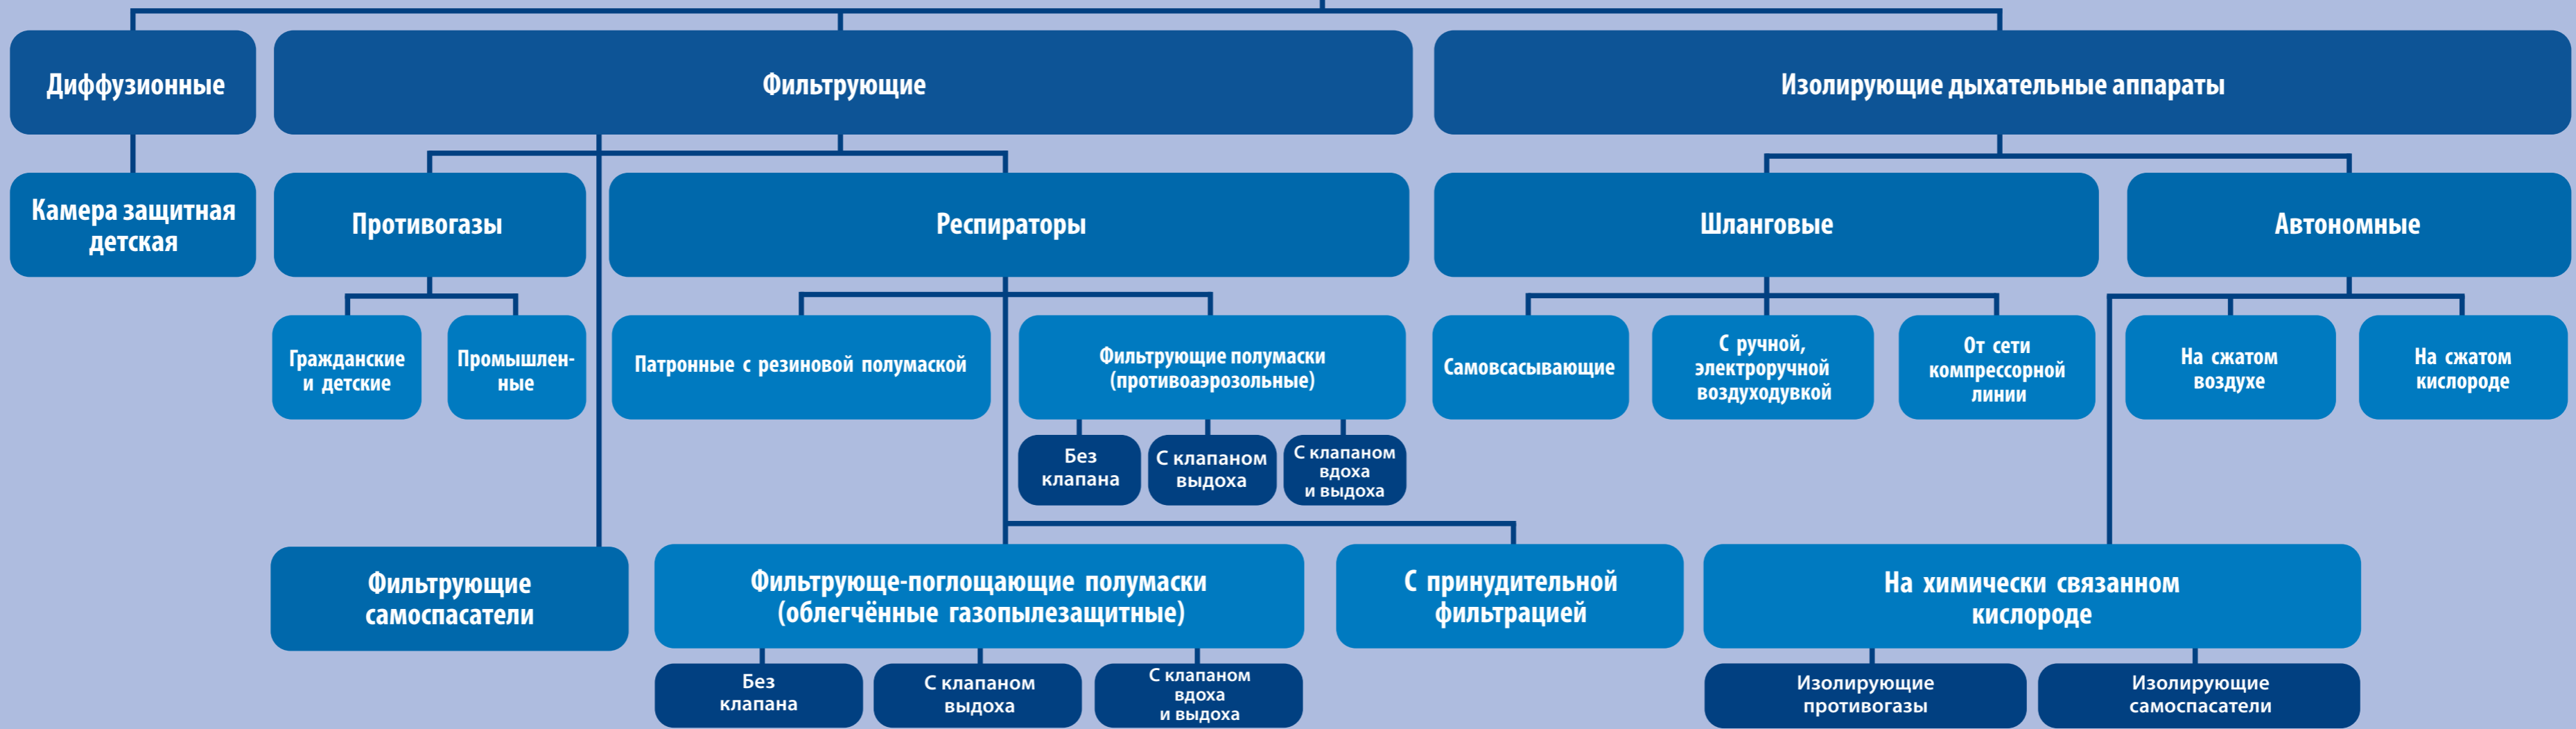 Диффузионные
Фильтрующие
Изолирующие дыхательные аппараты
Камера защитная
детская
Противогазы
Респираторы
Шланговые
Автономные
Гражданские
и детские
Промышлен-
ные
Патронные с резиновой полумаской
Фильтрующие полумаски
(противоаэрозольные)
Самовсасывающие
С ручной,
электроручной
воздуходувкой
От сети
компрессорной
линии
На сжатом
воздухе
На сжатом
кислороде
Без
клапана
С клапаном
выдоха
С клапаном
вдоха
и выдоха
Фильтрующие
самоспасатели
Фильтрующе-поглощающие полумаски
(облегчённые газопылезащитные)
С принудительной
фильтрацией
На химически связанном
кислороде
Без
клапана
С клапаном
выдоха
С клапаном
вдоха
и выдоха
Изолирующие
противогазы
Изолирующие
самоспасатели